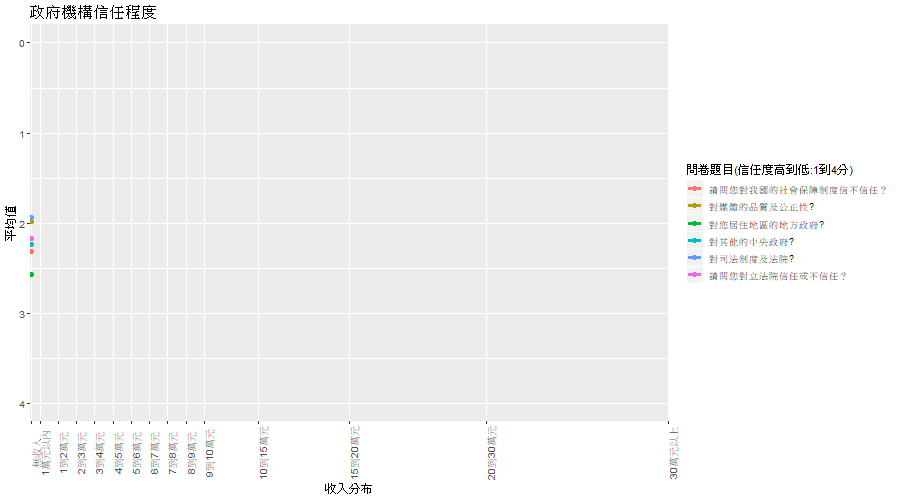 政府機構信任程度
0
1
2
3
4
平均值
無收入
1萬元以內
1到2萬元
2到3萬元
3到4萬元
4到5萬元
5到6萬元
6到7萬元
7到8萬元
8到9萬元
9到10萬元
10到15萬元
15到20萬元
20到30萬元
30萬元以上
收入分布
問卷題目(信任度高到低:1到4分)
請問您對我國的社會保障制度信不信任？
對媒體的品質及公正性?
對您居住地區的地方政府?
對其他的中央政府?
對司法制度及法院?
請問您對立法院信任或不信任？